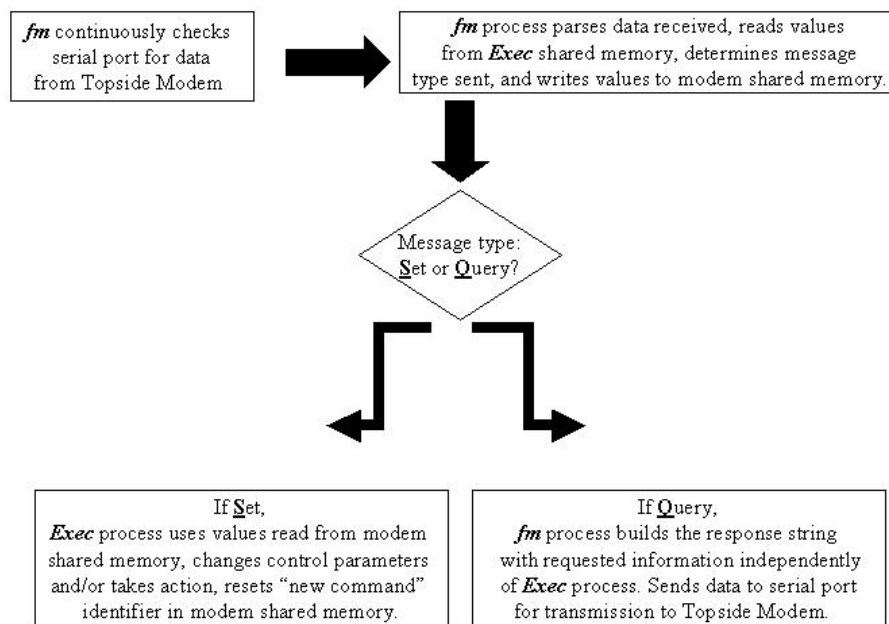 fm continuously checks
serial port for data
from Topside Modem
fm process parses data received, reads values
from Exec shared memory, determines message
type sent, and writes values to modem shared memory.
Message type:
Set or Query?
If Set,
Exec process uses values read from modem
shared memory, changes control parameters
and/or takes action, resets “new command”
identifier in modem shared memory.
If Query,
fm process builds the response string
with requested information independently
of Exec process. Sends data to serial port
for transmission to Topside Modem.